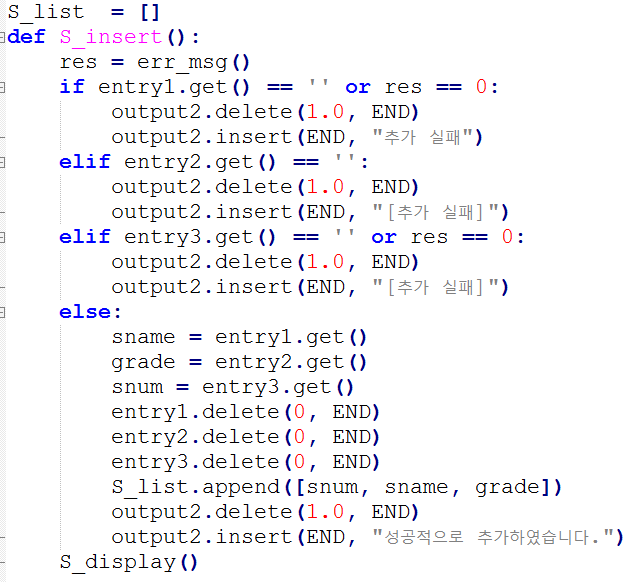 S_list  = []
def S_insert():
    res = err_msg()
    if entry1.get() == '' or res == 0:
        output2.delete(1.0, END)
        output2.insert(END, "추가 실패")
    elif entry2.get() == '':
        output2.delete(1.0, END)
        output2.insert(END, "[추가 실패]")
    elif entry3.get() == '' or res == 0:
        output2.delete(1.0, END)
        output2.insert(END, "[추가 실패]")
    else:
        sname = entry1.get()
        grade = entry2.get()
        snum = entry3.get()
        entry1.delete(0, END)
        entry2.delete(0, END)
        entry3.delete(0, END)
        S_list.append([snum, sname, grade])
        output2.delete(1.0, END)
        output2.insert(END, "성공적으로 추가하였습니다.")
    S_display()